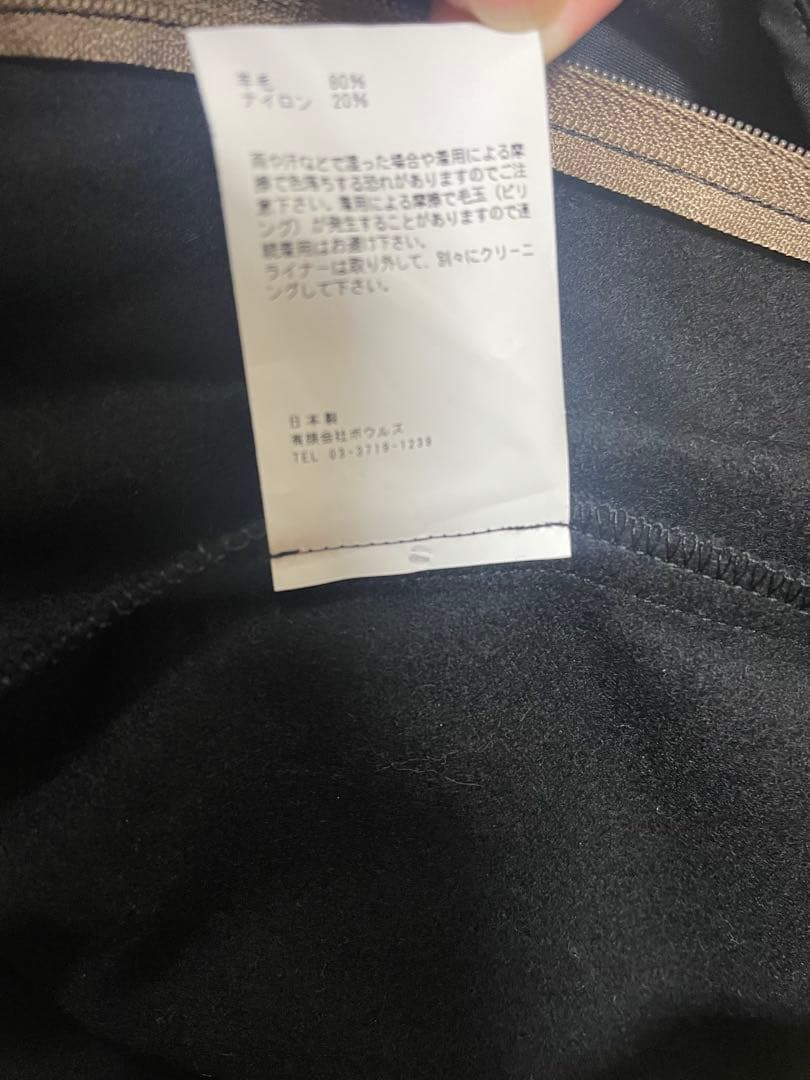 羊毛 80%
ナイロン 20%
雨や汗などで湿った場合や着用による摩
擦で色落ちする恐れがありますのでご注
意下さい。着用による摩擦で毛玉（ピリ
ング）が発生することがありますので連
続着用はお避け下さい。
ライナーは取り外して、別々にクリーニ
ングして下さい。
日本製
有限会社ボウルズ
TEL 03-3719-1239